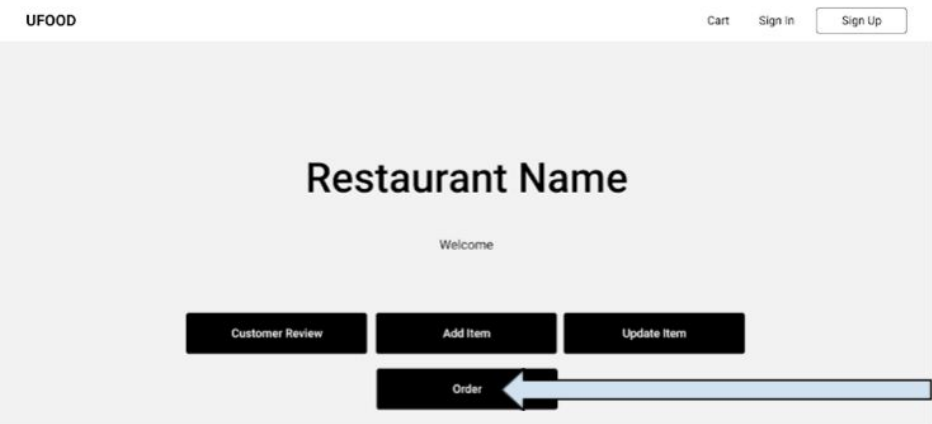 UFOOD Cart Sign In Sign Up
Restaurant Name
Welcome
Customer Review Add Item Update Item
Order